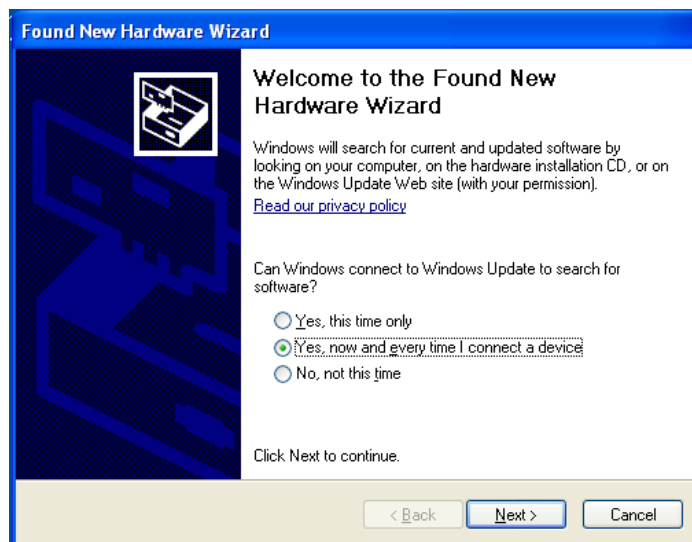 Found New Hardware Wizard
Welcome to the Found New
Hardware Wizard
Windows will search for current and updated software by
looking on your computer, on the hardware installation CD, or on
the Windows Update Web site (with your permission).
Read our privacy policy
Can Windows connect to Windows Update to search for
software?
Yes, this time only
Yes, now and every time I connect a device
No, not this time
Click Next to continue.
< Back
Next >
Cancel